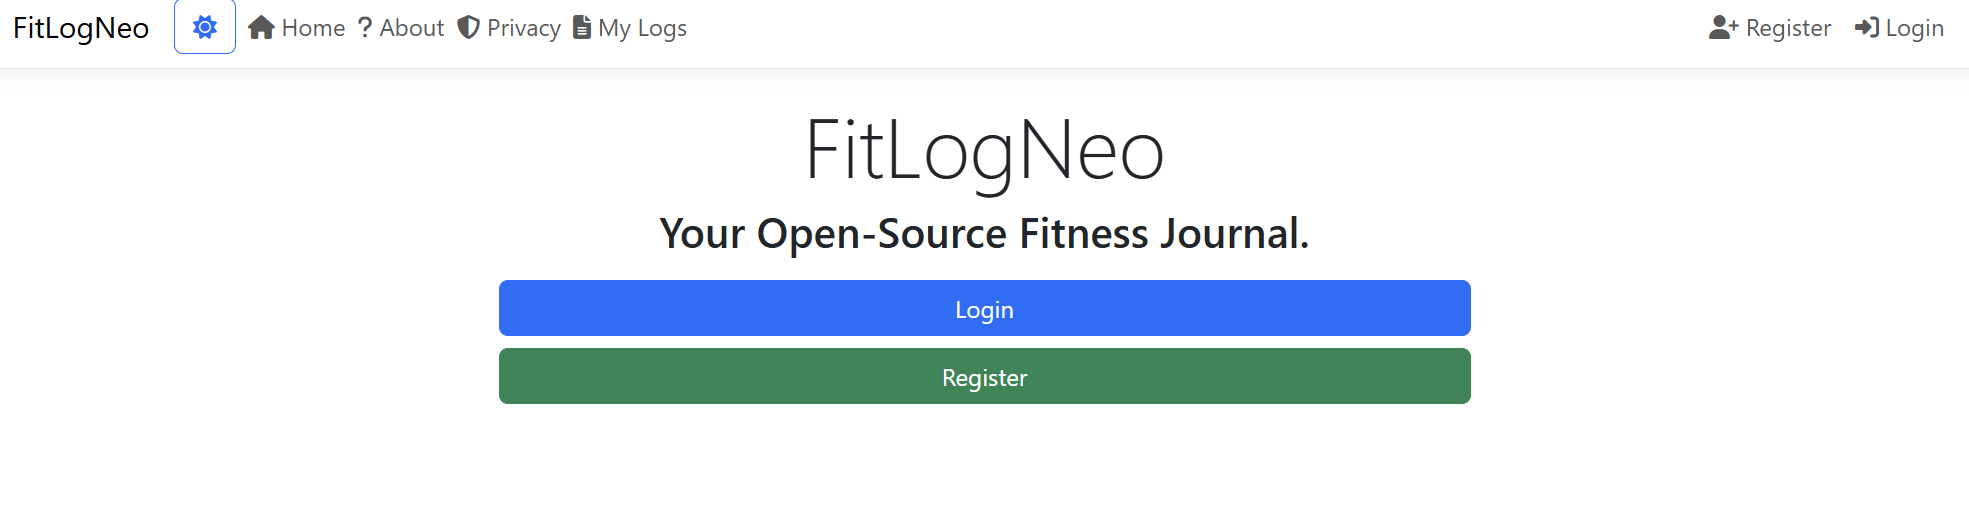 FitLogNeo Home About Privacy My Logs Register Login
FitLogNeo
Your Open-Source Fitness Journal.
Login
Register